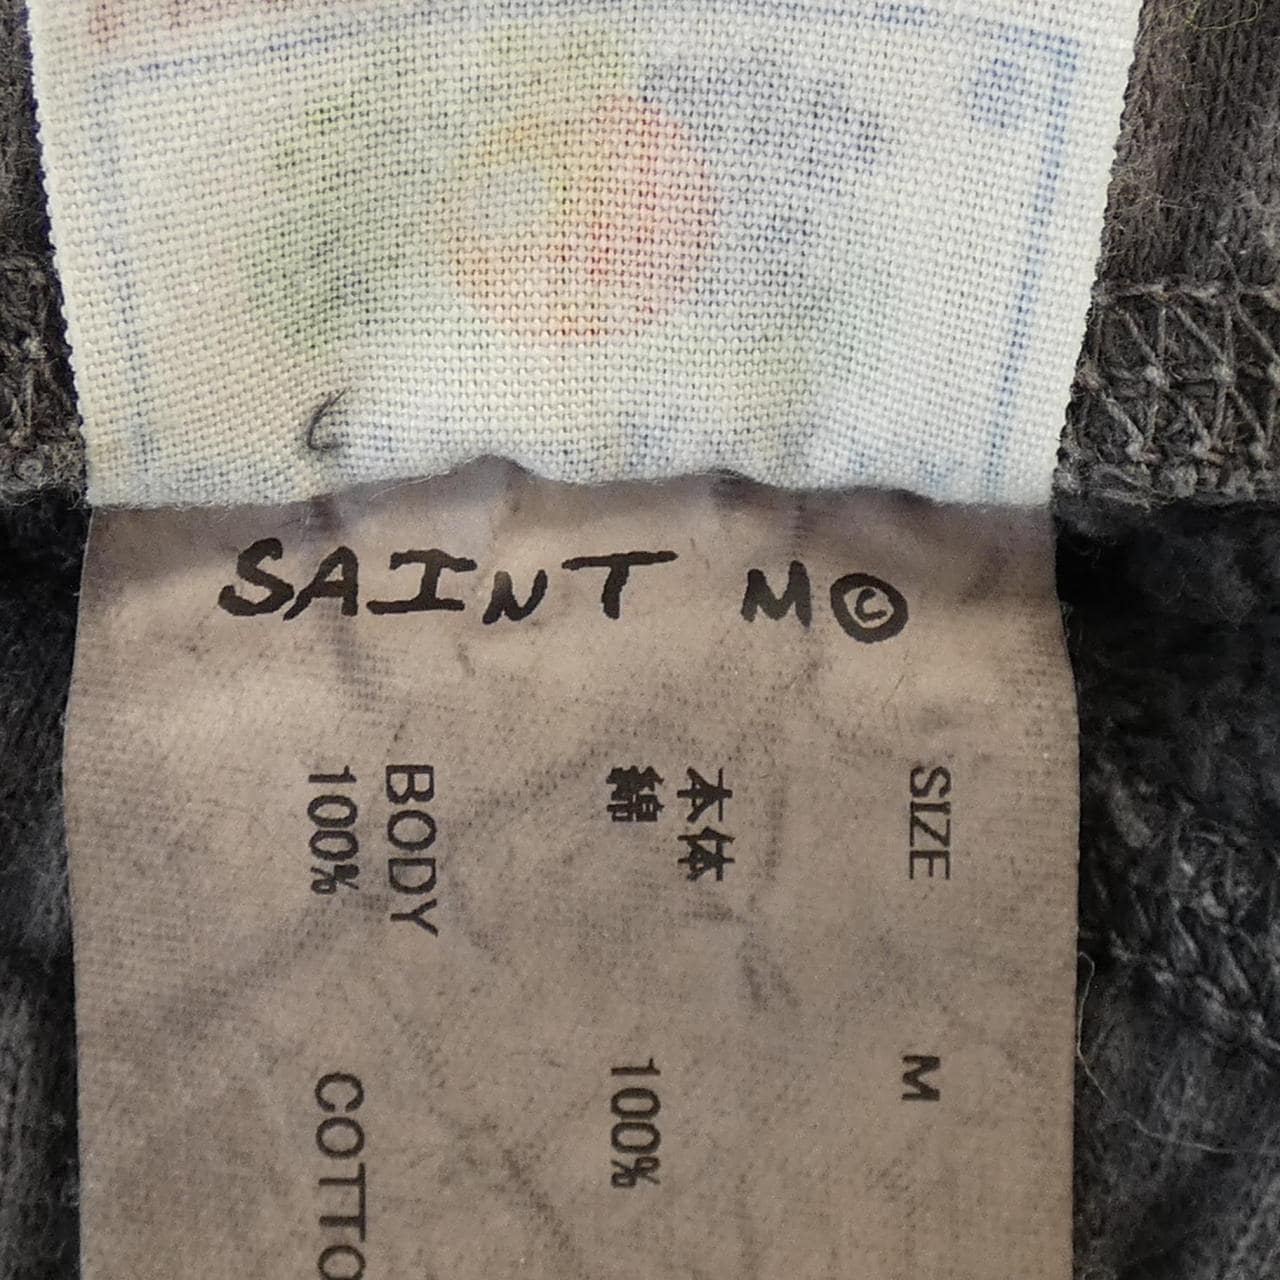 SAINT M©
SIZE M
本体
綿 100%
BODY
100% COTTO